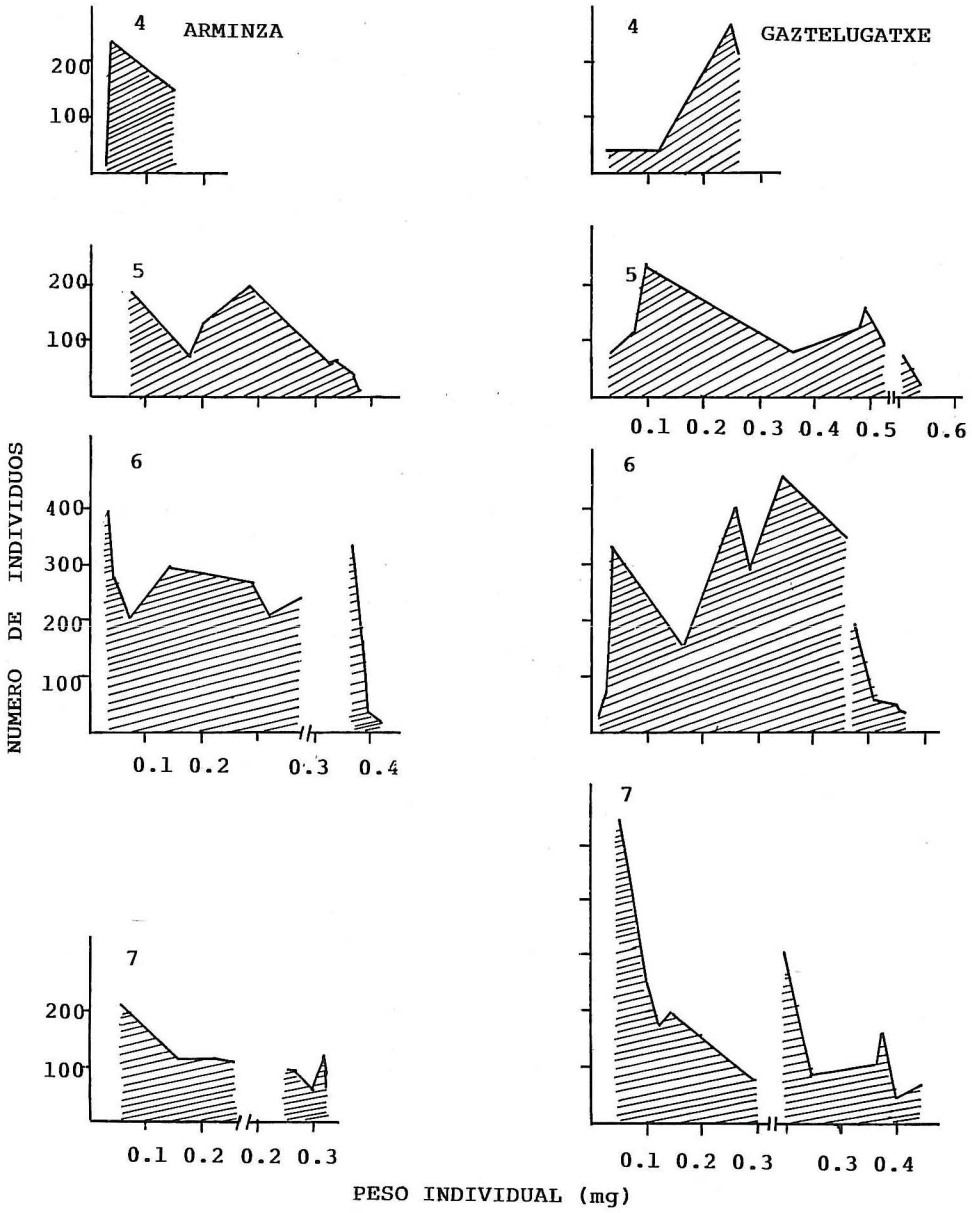 4 ARMINZA
200
100
4 GAZTELUGATXE
5
200
100
5
0.1 0.2 0.3 0.4 0.5 0.6
NUMERO DE INDIVIDUOS
6
400
300
200
100
0.1 0.2 0.3 0.4
6
7
200
100
0.1 0.2 0.2 0.3
7
0.1 0.2 0.3 0.3 0.4
PESO INDIVIDUAL (mg)